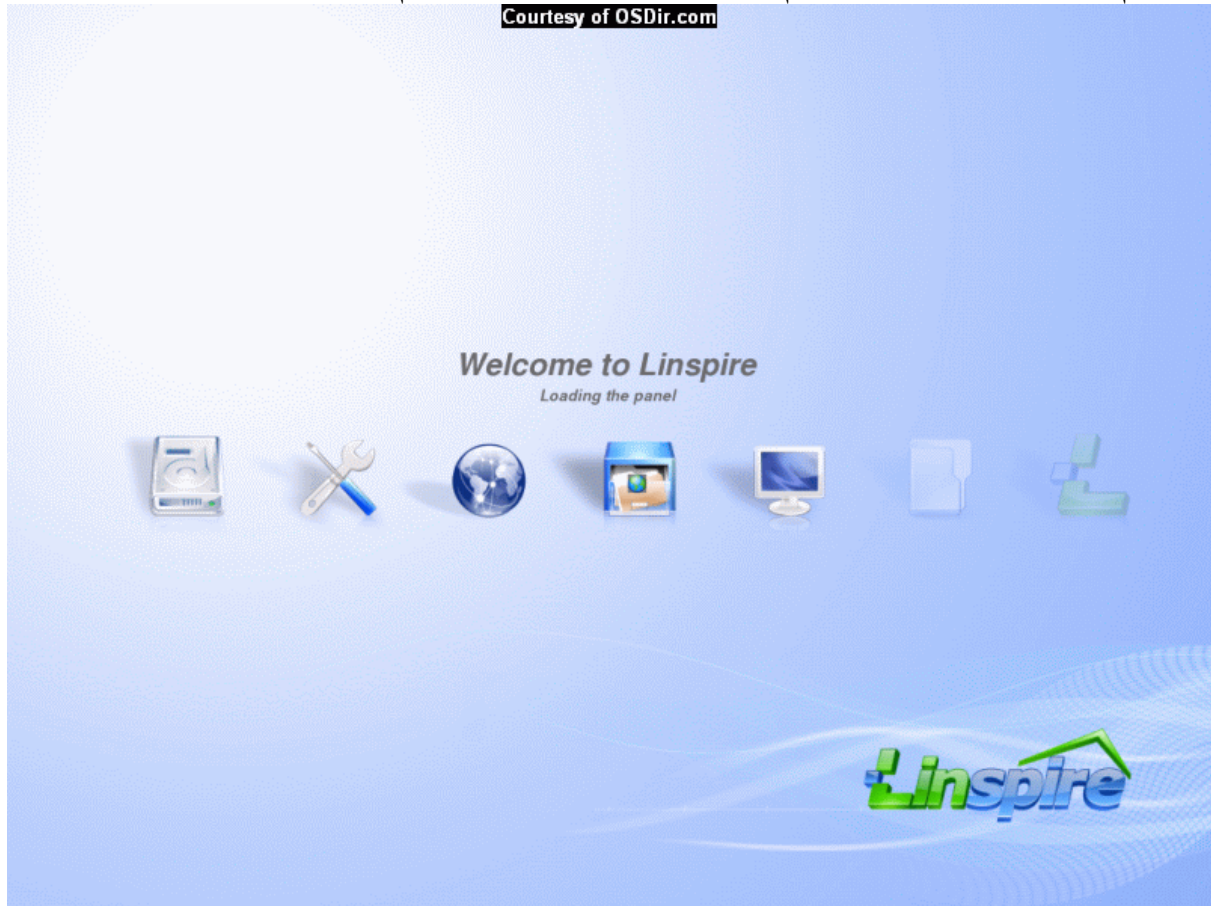 Courtesy of OSDir.com
Welcome to Linspire
Loading the panel
Linspire